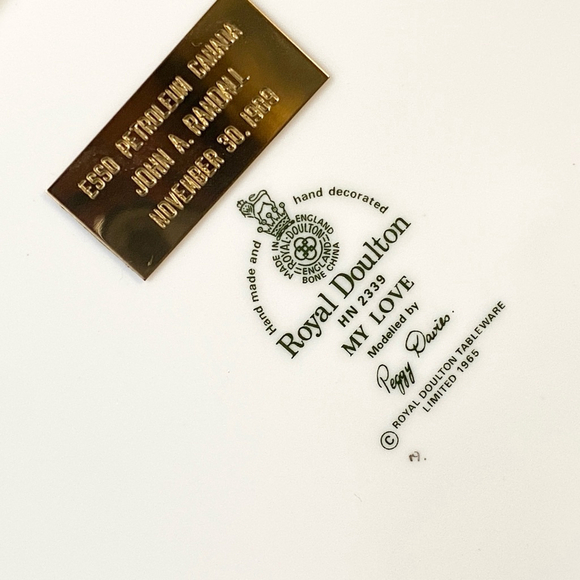 ESSO PETROLEUM CANADA
JOHN A. RANDALL
NOVEMBER 30, 1989
Hand made and hand decorated
MADE IN ENGLAND
ROYAL·DOULTON
ENGLAND
BONE CHINA
Royal Doulton
HN 2339
MY LOVE
Modelled by
Peggy Davies.
© ROYAL DOULTON TABLEWARE
LIMITED 1965